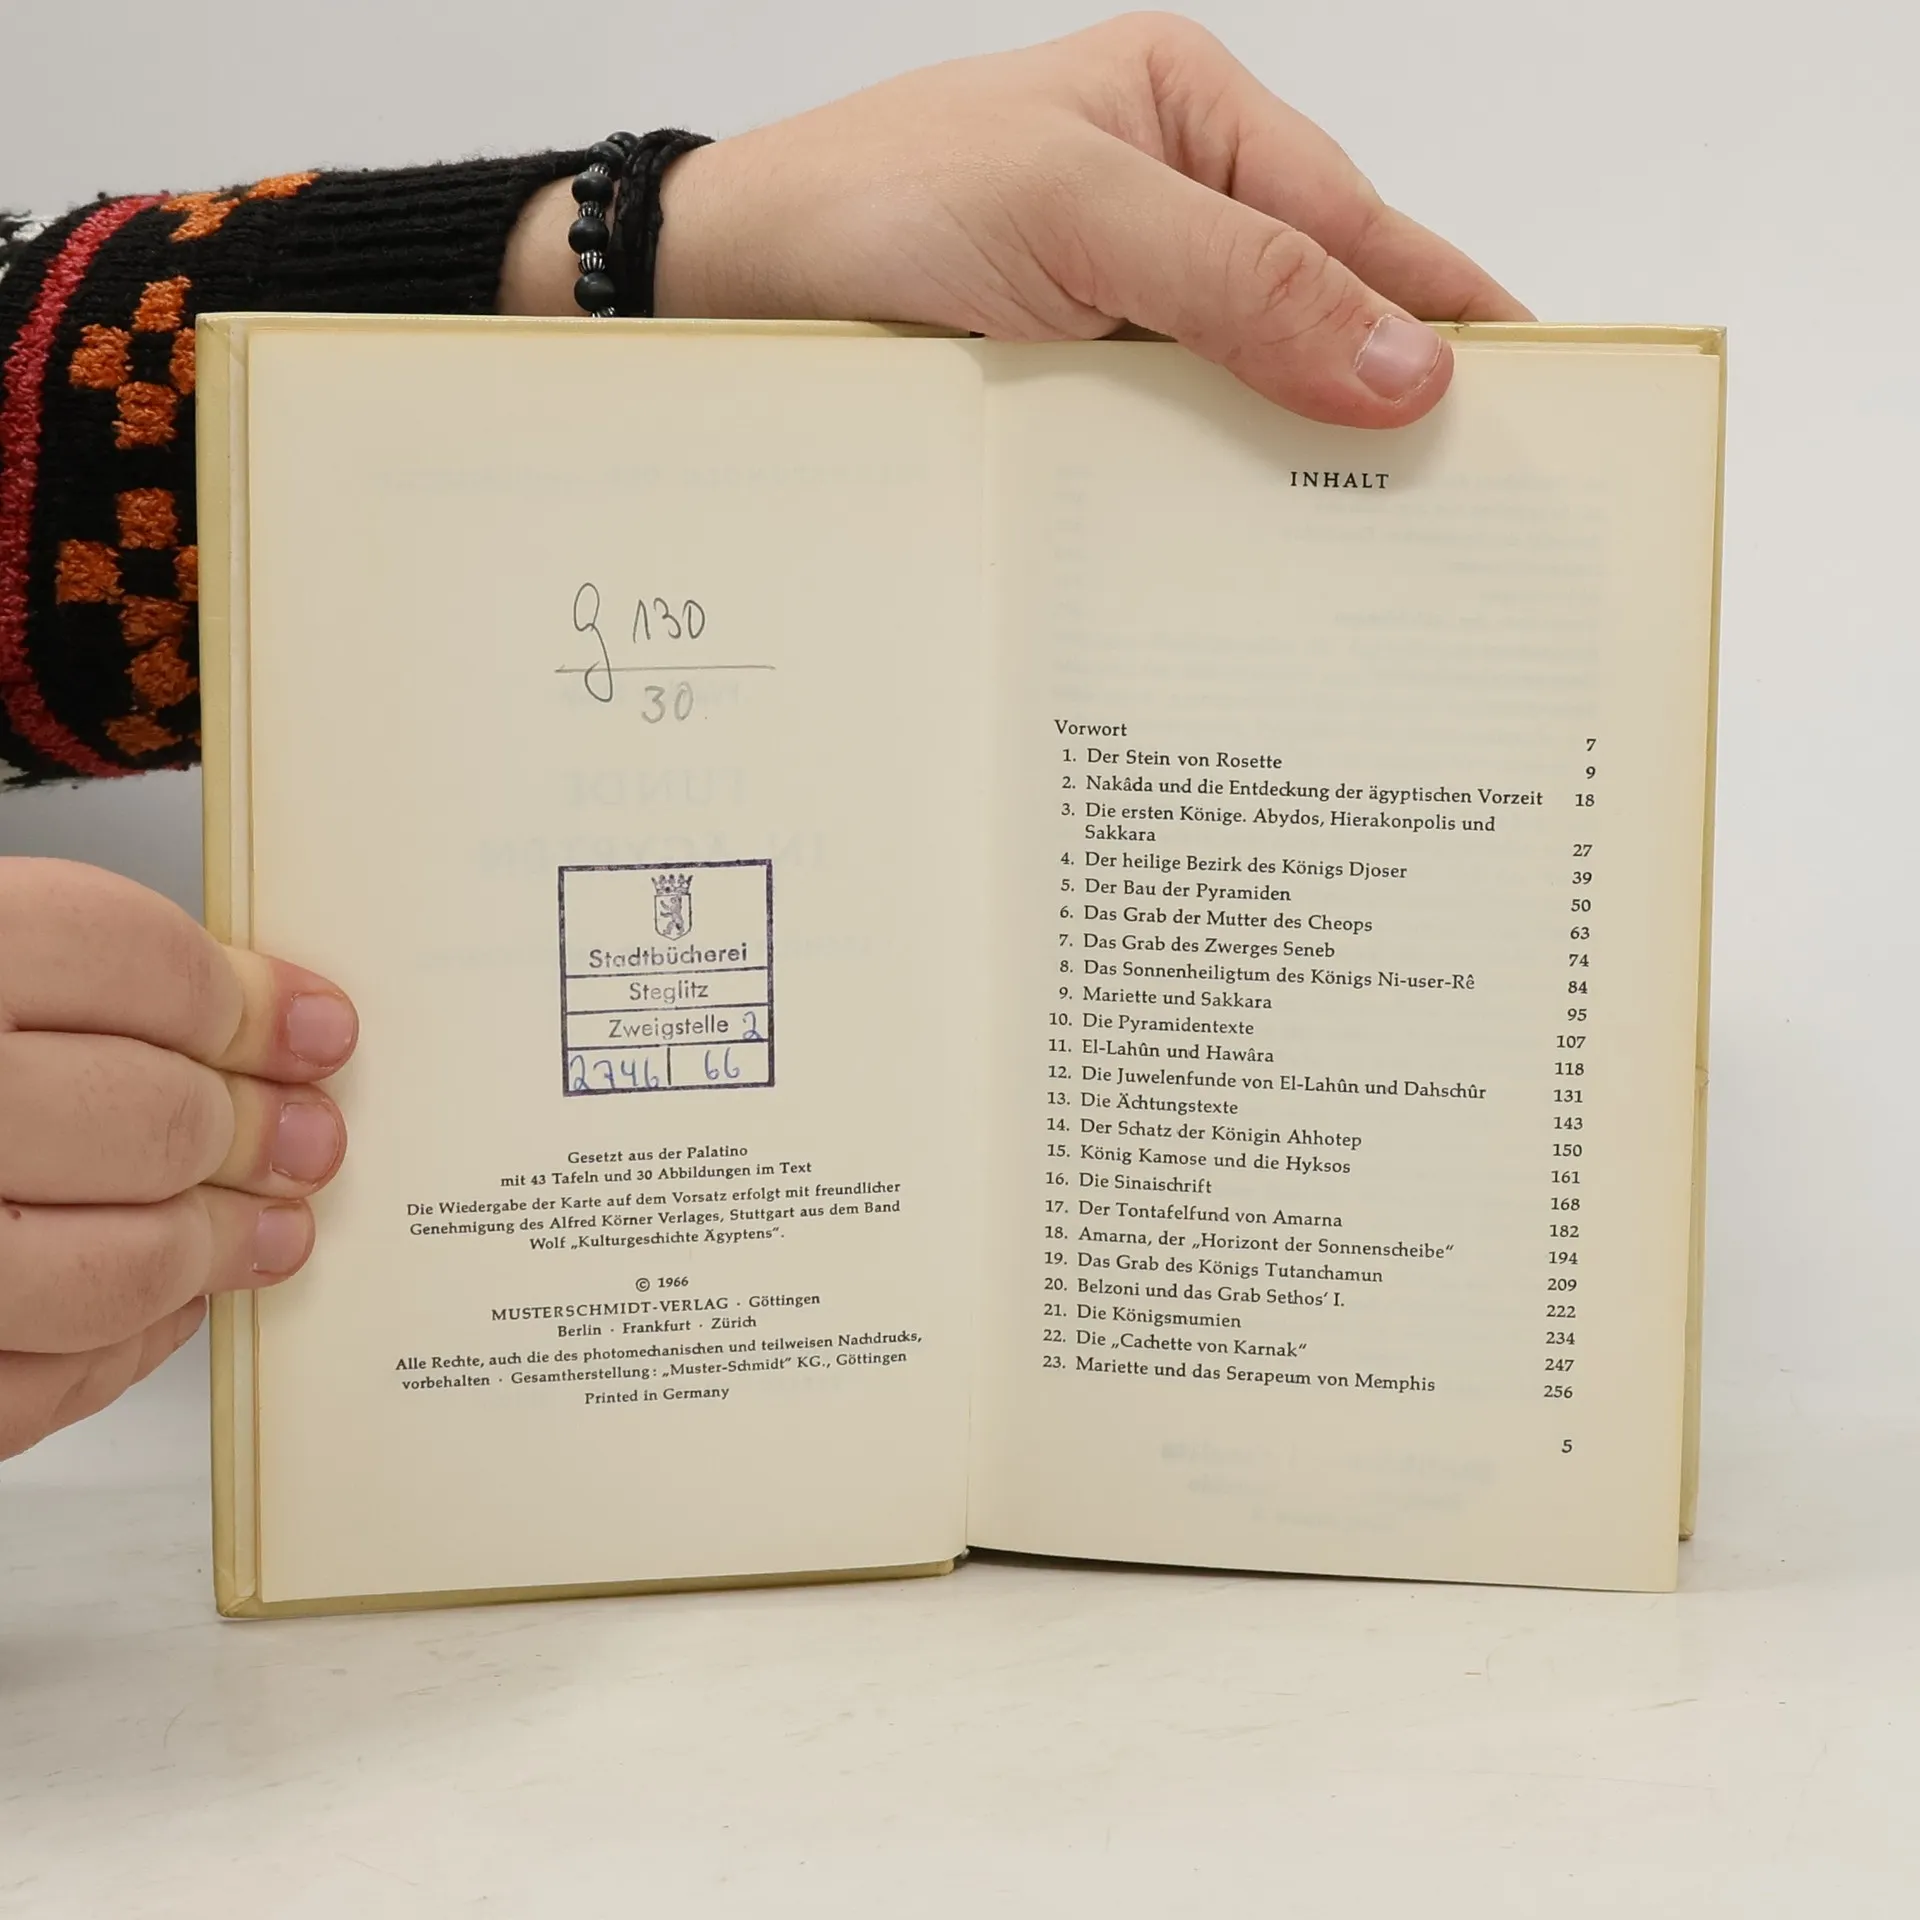 g 130
30.
Stadtbücherei
Steglitz
Zweigstelle 2
2746 | 66
Gesetzt aus der Palatino
mit 43 Tafeln und 30 Abbildungen im Text
Die Wiedergabe der Karte auf dem Vorsatz erfolgt mit freundlicher
Genehmigung des Alfred Körner Verlages, Stuttgart aus dem Band
Wolf „Kulturgeschichte Ägyptens“.
© 1966
MUSTERSCHMIDT-VERLAG · Göttingen
Berlin · Frankfurt · Zürich
Alle Rechte, auch die des photomechanischen und teilweisen Nachdrucks,
vorbehalten · Gesamtherstellung: „Muster-Schmidt“ KG., Göttingen
Printed in Germany
INHALT
Vorwort 7
1. Der Stein von Rosette 9
2. Nakâda und die Entdeckung der ägyptischen Vorzeit 18
3. Die ersten Könige. Abydos, Hierakonpolis und
Sakkara 27
4. Der heilige Bezirk des Königs Djoser 39
5. Der Bau der Pyramiden 50
6. Das Grab der Mutter des Cheops 63
7. Das Grab des Zwerges Seneb 74
8. Das Sonnenheiligtum des Königs Ni-user-Rê 84
9. Mariette und Sakkara 95
10. Die Pyramidentexte 107
11. El-Lahûn und Hawâra 118
12. Die Juwelenfunde von El-Lahûn und Dahschûr 131
13. Die Ächtungstexte 143
14. Der Schatz der Königin Ahhotep 150
15. König Kamose und die Hyksos 161
16. Die Sinaischrift 168
17. Der Tontafelfund von Amarna 182
18. Amarna, der „Horizont der Sonnenscheibe“ 194
19. Das Grab des Königs Tutanchamun 209
20. Belzoni und das Grab Sethos’ I. 222
21. Die Königsmumien 234
22. Die „Cachette von Karnak“ 247
23. Mariette und das Serapeum von Memphis 256
5